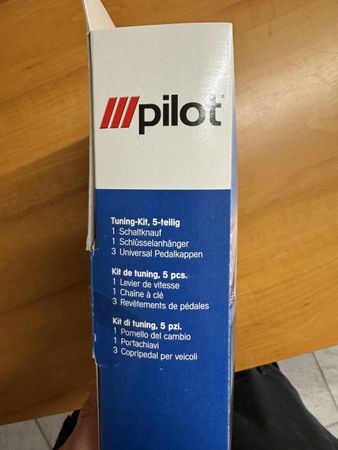 pilot
Tuning-Kit, 5-teilig
1 Schaltknauf
1 Schlüsselanhänger
3 Universal Pedalkappen
Kit de tuning, 5 pcs.
1 Levier de vitesse
1 Chaîne à clé
3 Revêtements de pédales
Kit di tuning, 5 pzi.
1 Pomello del cambio
1 Portachiavi
3 Copripedal per veicoli